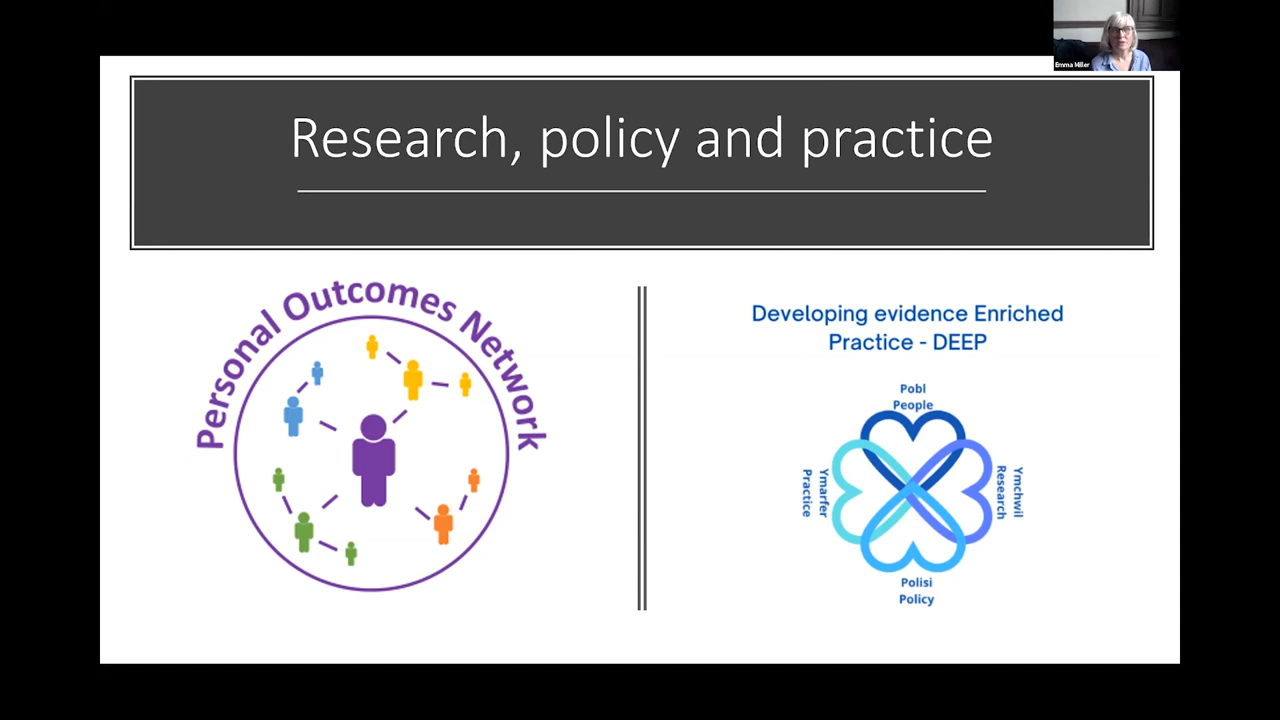 Emma Miller
Research, policy and practice
Personal Outcomes Network
Developing evidence Enriched
Practice - DEEP
Pobl
People
Ymarfer
Practice
Ymchwil
Research
Polisi
Policy